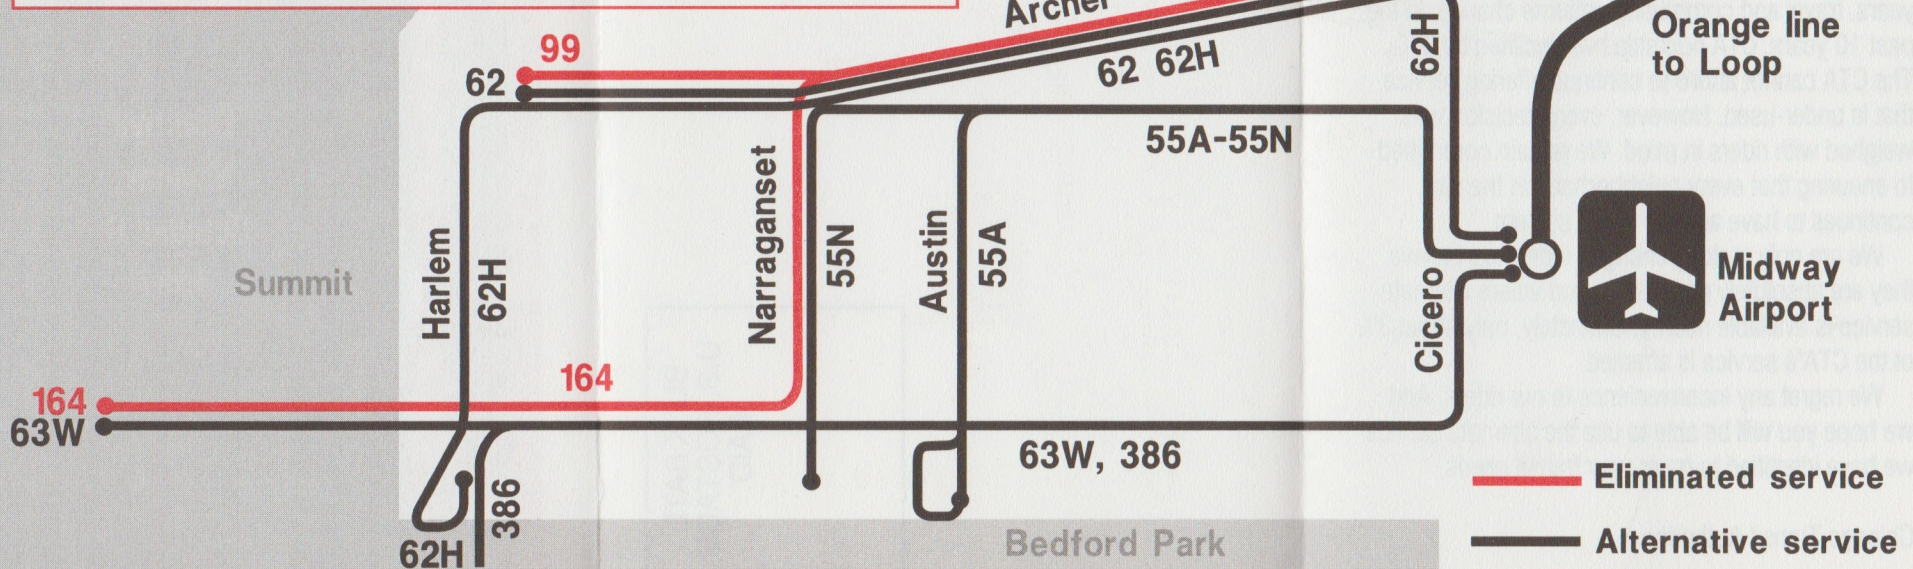 Archer
99
62
62 62H
62H
Orange line
to Loop
55A-55N
Harlem
62H
Narraganset
55N
Austin
55A
Cicero
Midway
Airport
Summit
164
164
63W
63W, 386
386
62H
Bedford Park
Eliminated service
Alternative service